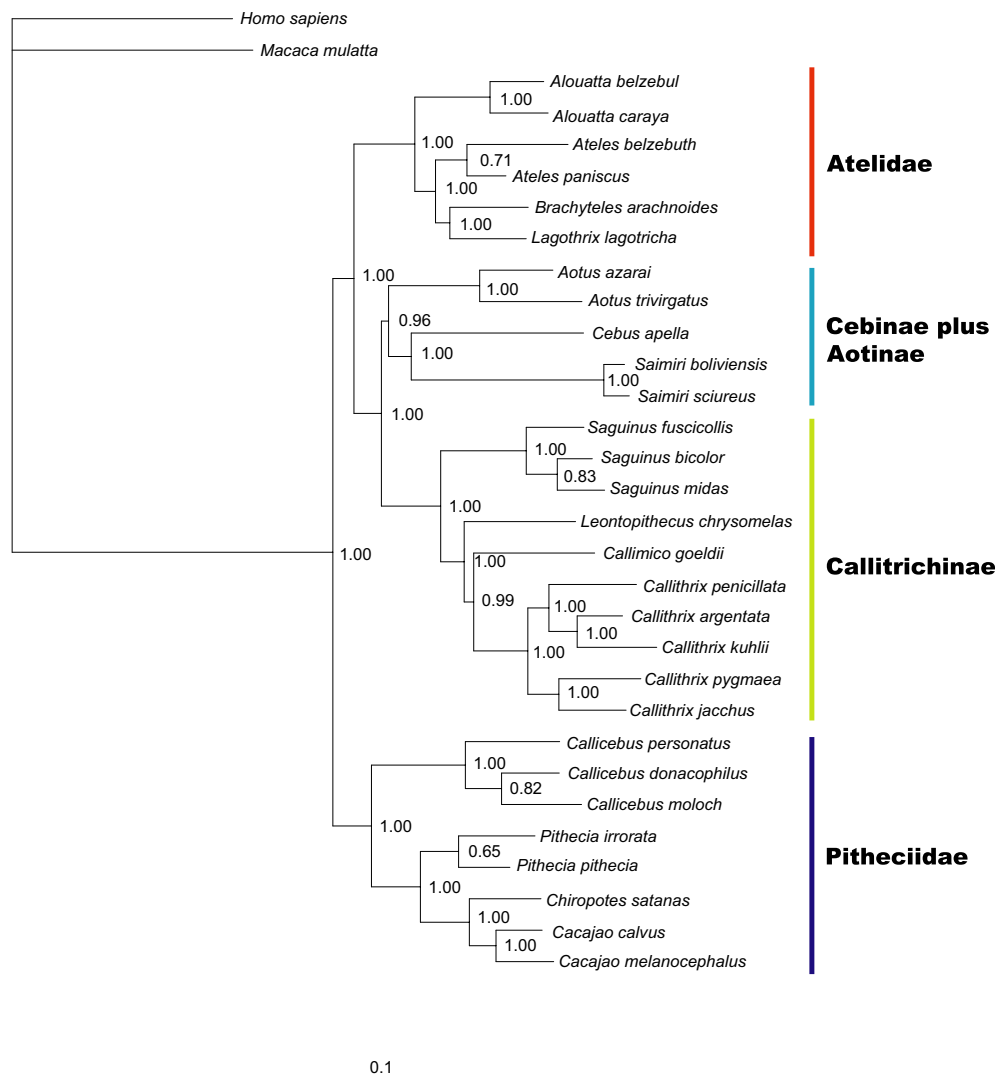 Homo sapiens
Macaca mulatta
Alouatta belzebul
1.00
Alouatta caraya
1.00
Ateles belzebuth
0.71
Ateles paniscus
1.00
Brachyteles arachnoides
1.00
Lagothrix lagotricha
Atelidae
1.00
Aotus azarai
1.00
Aotus trivirgatus
0.96
Cebus apella
1.00
Saimiri boliviensis
1.00
Saimiri sciureus
Cebinae plus
Aotinae
1.00
Saguinus fuscicollis
1.00
Saguinus bicolor
0.83
Saguinus midas
1.00
Leontopithecus chrysomelas
1.00
Callimico goeldii
0.99
Callithrix penicillata
1.00
Callithrix argentata
1.00
Callithrix kuhlii
1.00
Callithrix pygmaea
1.00
Callithrix jacchus
Callitrichinae
1.00
Callicebus personatus
1.00
Callicebus donacophilus
0.82
Callicebus moloch
1.00
Pithecia irrorata
0.65
Pithecia pithecia
1.00
Chiropotes satanas
1.00
Cacajao calvus
1.00
Cacajao melanocephalus
Pitheciidae
0.1